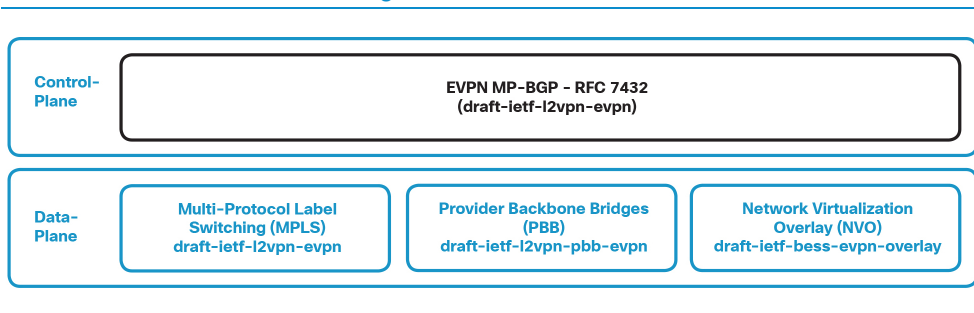 Control-
Plane
EVPN MP-BGP - RFC 7432
(draft-ietf-l2vpn-evpn)
Data-
Plane
Multi-Protocol Label
Switching (MPLS)
draft-ietf-l2vpn-evpn
Provider Backbone Bridges
(PBB)
draft-ietf-l2vpn-pbb-evpn
Network Virtualization
Overlay (NVO)
draft-ietf-bess-evpn-overlay